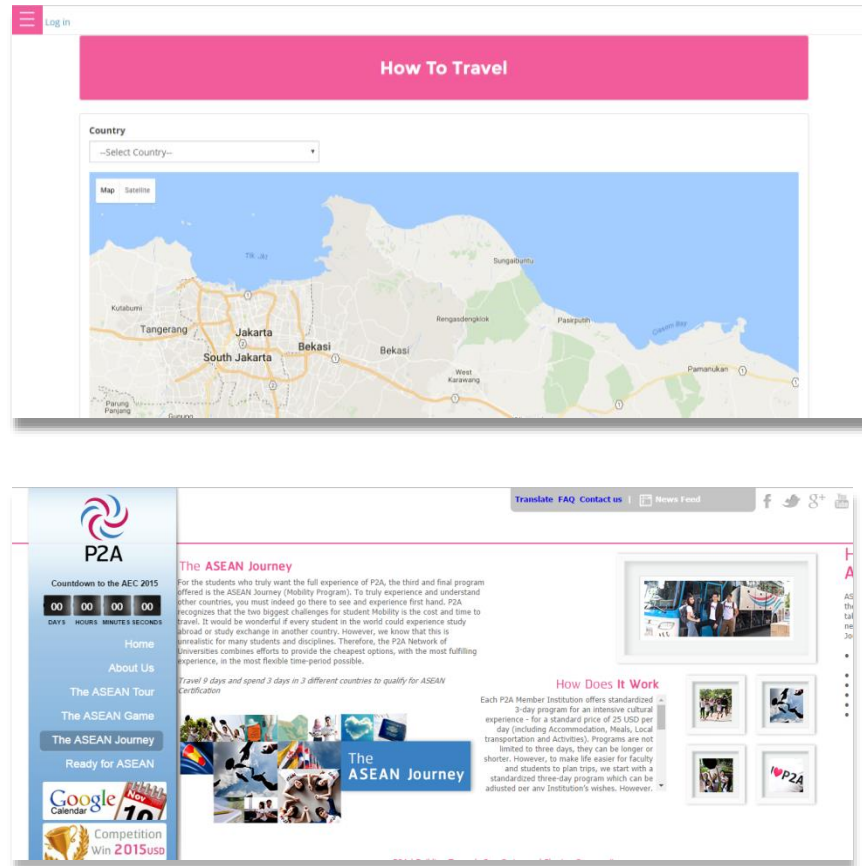 Log in
How To Travel
Country
--Select Country--
Map Satellite
Sungaibuntu
Kutabumi
Rengasdengklok
Pasirputih
Tangerang
Jakarta
Bekasi
Bekasi
South Jakarta
West
Karawang
Pamanukan
Parung
Panjang
Translate FAQ Contact us | News Feed
P2A
Countdown to the AEC 2015
00 00 00 00
DAYS HOURS MINUTES SECONDS
Home
About Us
The ASEAN Tour
The ASEAN Game
The ASEAN Journey
Ready for ASEAN
Google
Calendar
Nov
10
Competition
Win 2015USD
The ASEAN Journey
For the students who truly want the full experience of P2A, the third and final program
offered is the ASEAN Journey (Mobility Program). To truly experience and understand
other countries, you must indeed go there to see and experience first hand. P2A
recognizes that the two biggest challenges for student Mobility is the cost and time to
travel. It would be wonderful if every student in the world could experience study
abroad or study exchange in another country. However, we know that this is
unrealistic for many students and disciplines. Therefore, the P2A Network of
Universities combines efforts to provide the cheapest options, with the most fulfilling
experience, in the most flexible time-period possible.
Travel 9 days and spend 3 days in 3 different countries to qualify for ASEAN
Certification
The
ASEAN Journey
How Does It Work
Each P2A Member Institution offers standardized
3-day program for an intensive cultural
experience - for a standard price of 25 USD per
day (including Accommodation, Meals, Local
transportation and Activities). Programs are not
limited to three days, they can be longer or
shorter. However, to make life easier for faculty
and students to plan trips, we start with a
standardized three-day program which can be
adjusted per any Institution's wishes. However,
I P2A